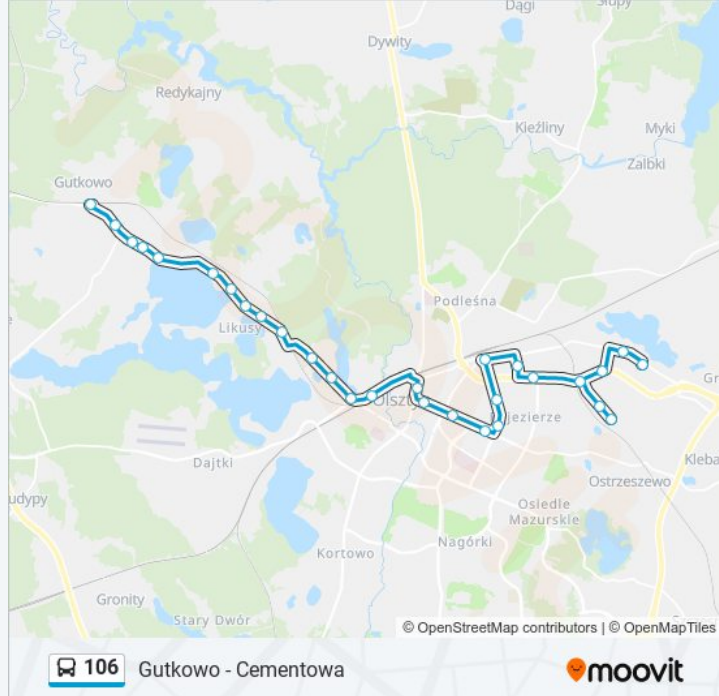 Dągi
Słupy
Dywity
Redykajny
Kieźliny
Myki
Zalbki
Gutkowo
Podleśna
Likusy
Gr
Olszty
jezierze
Kleba
Dajtki
Ostrzeszewo
udypy
Osiedle
Mazurskie
Nagórki
Kortowo
Gronity
Stary Dwór
© OpenStreetMap contributors | © OpenMapTiles
106 Gutkowo - Cementowa
moovit